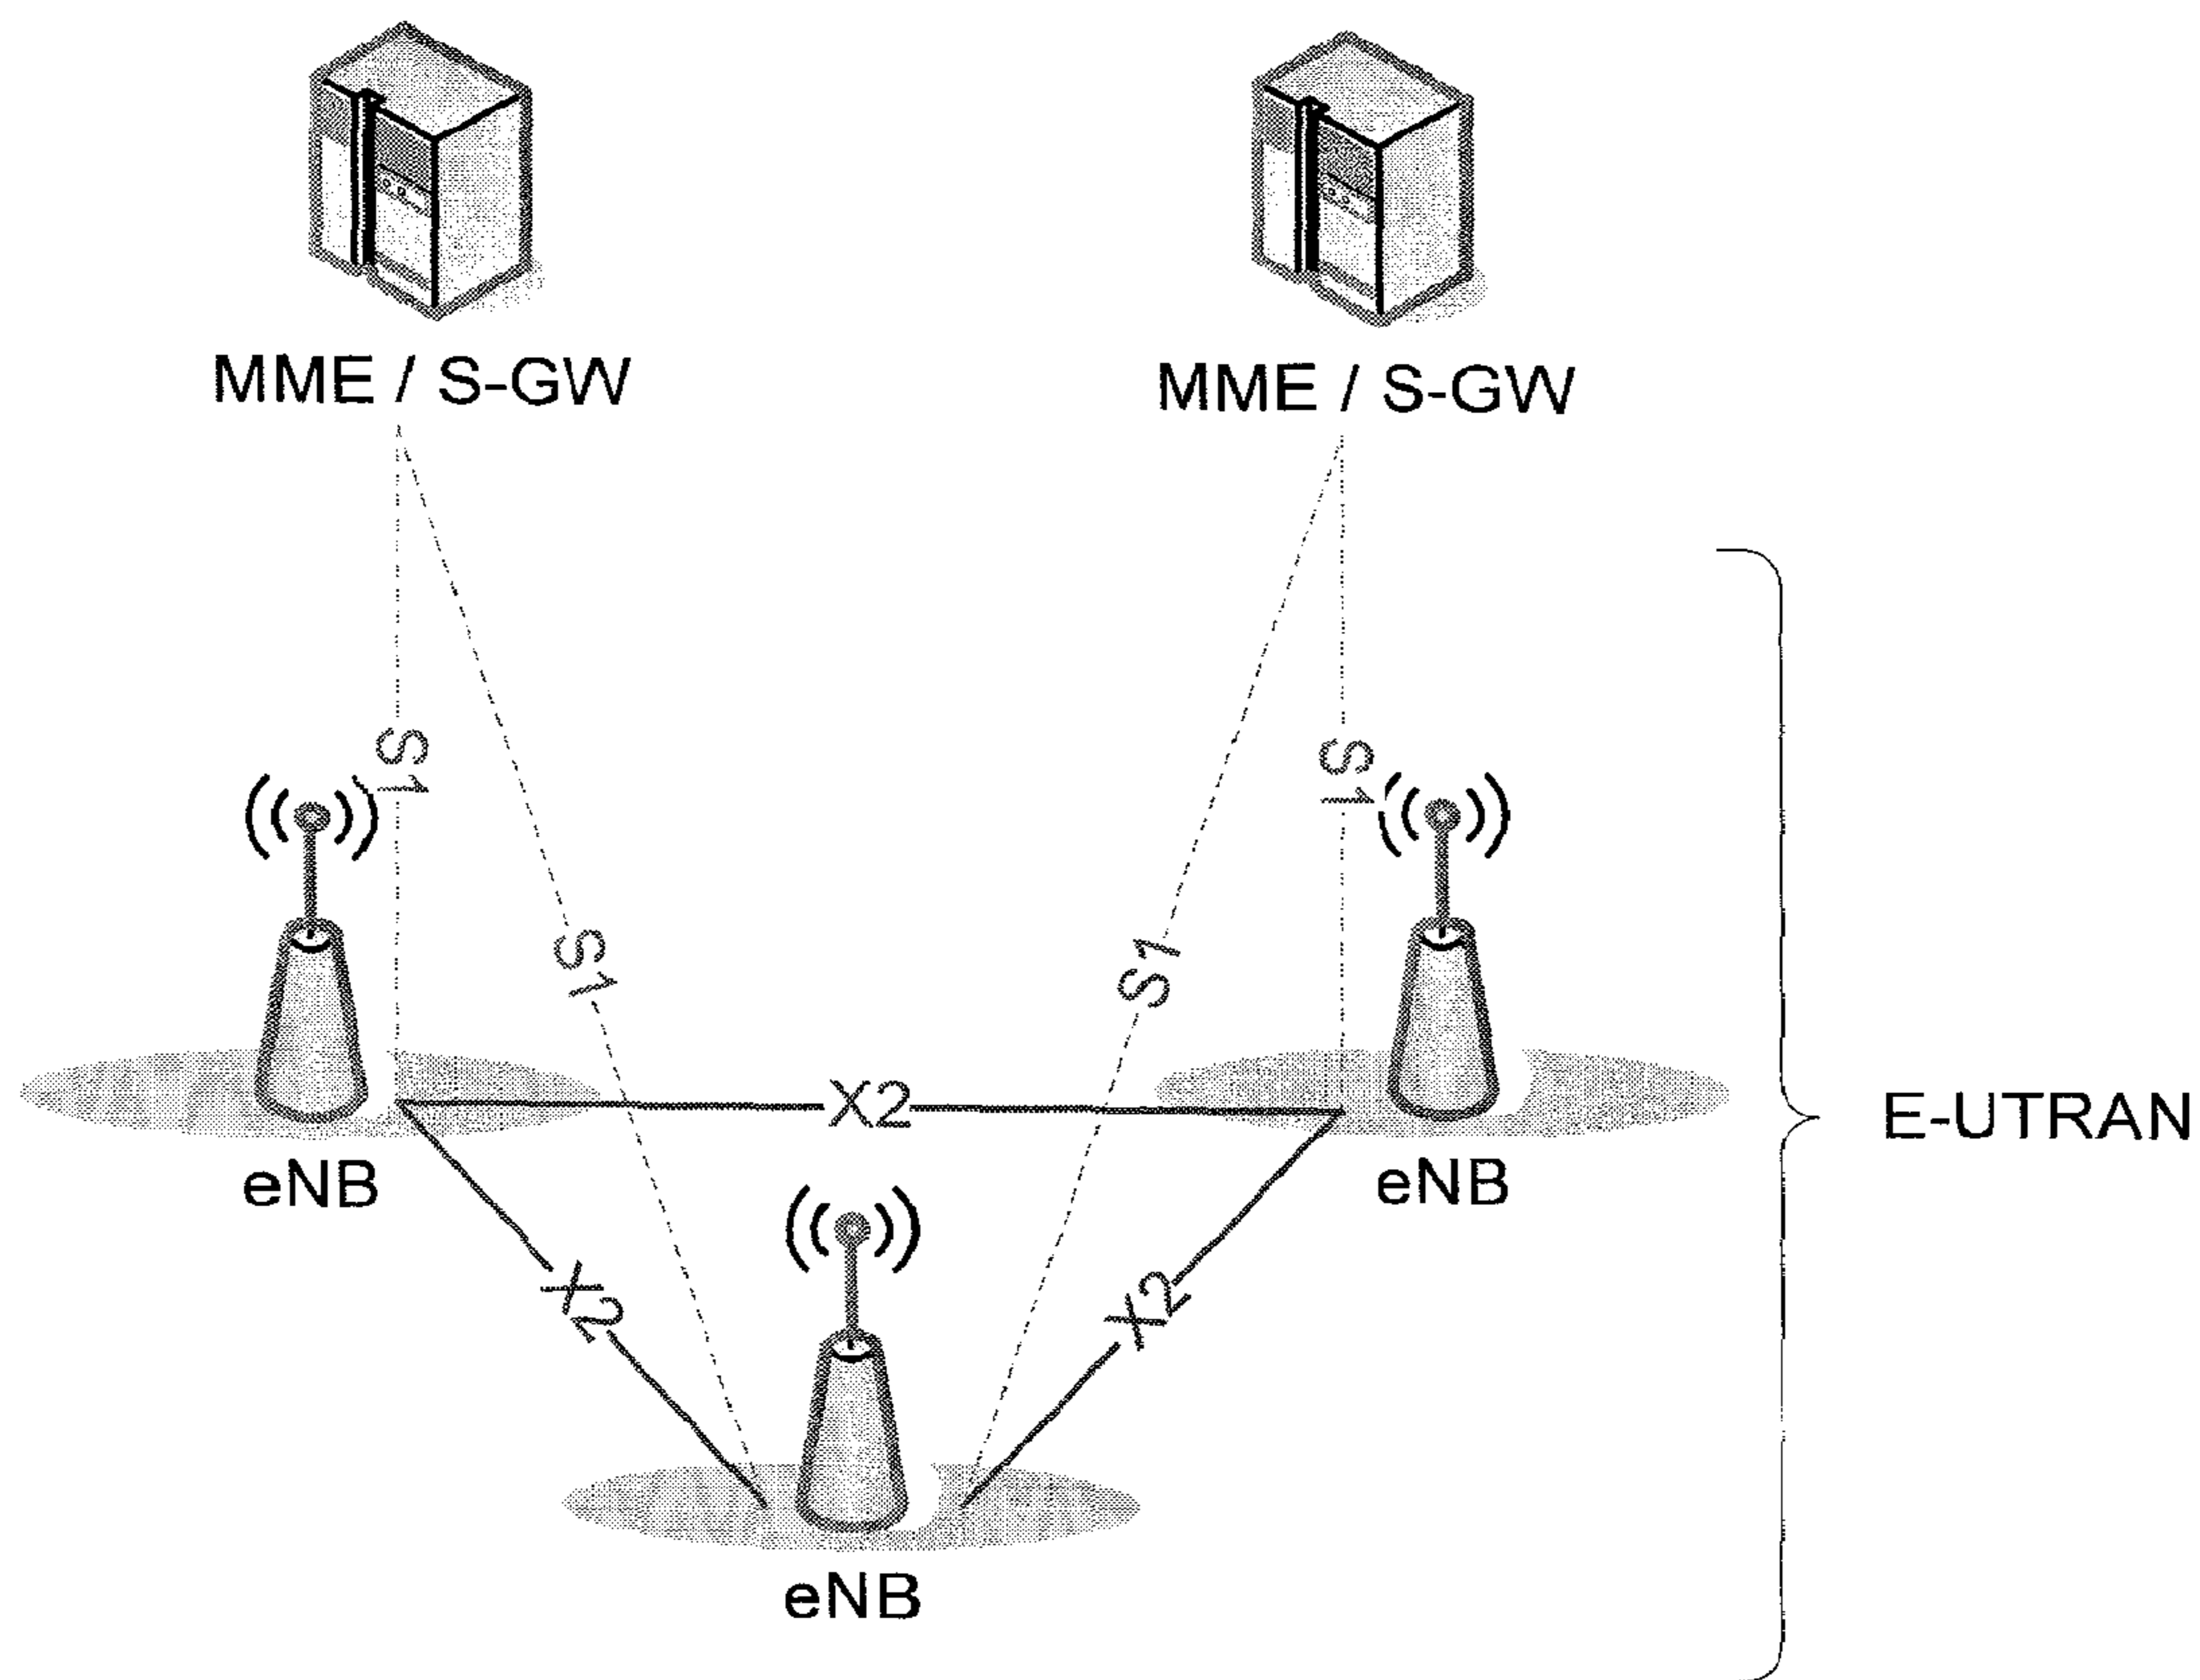 MME / S-GW
MME / S-GW
S1
S1
S1
S1
X2
E-UTRAN
eNB
eNB
X2
X2
eNB